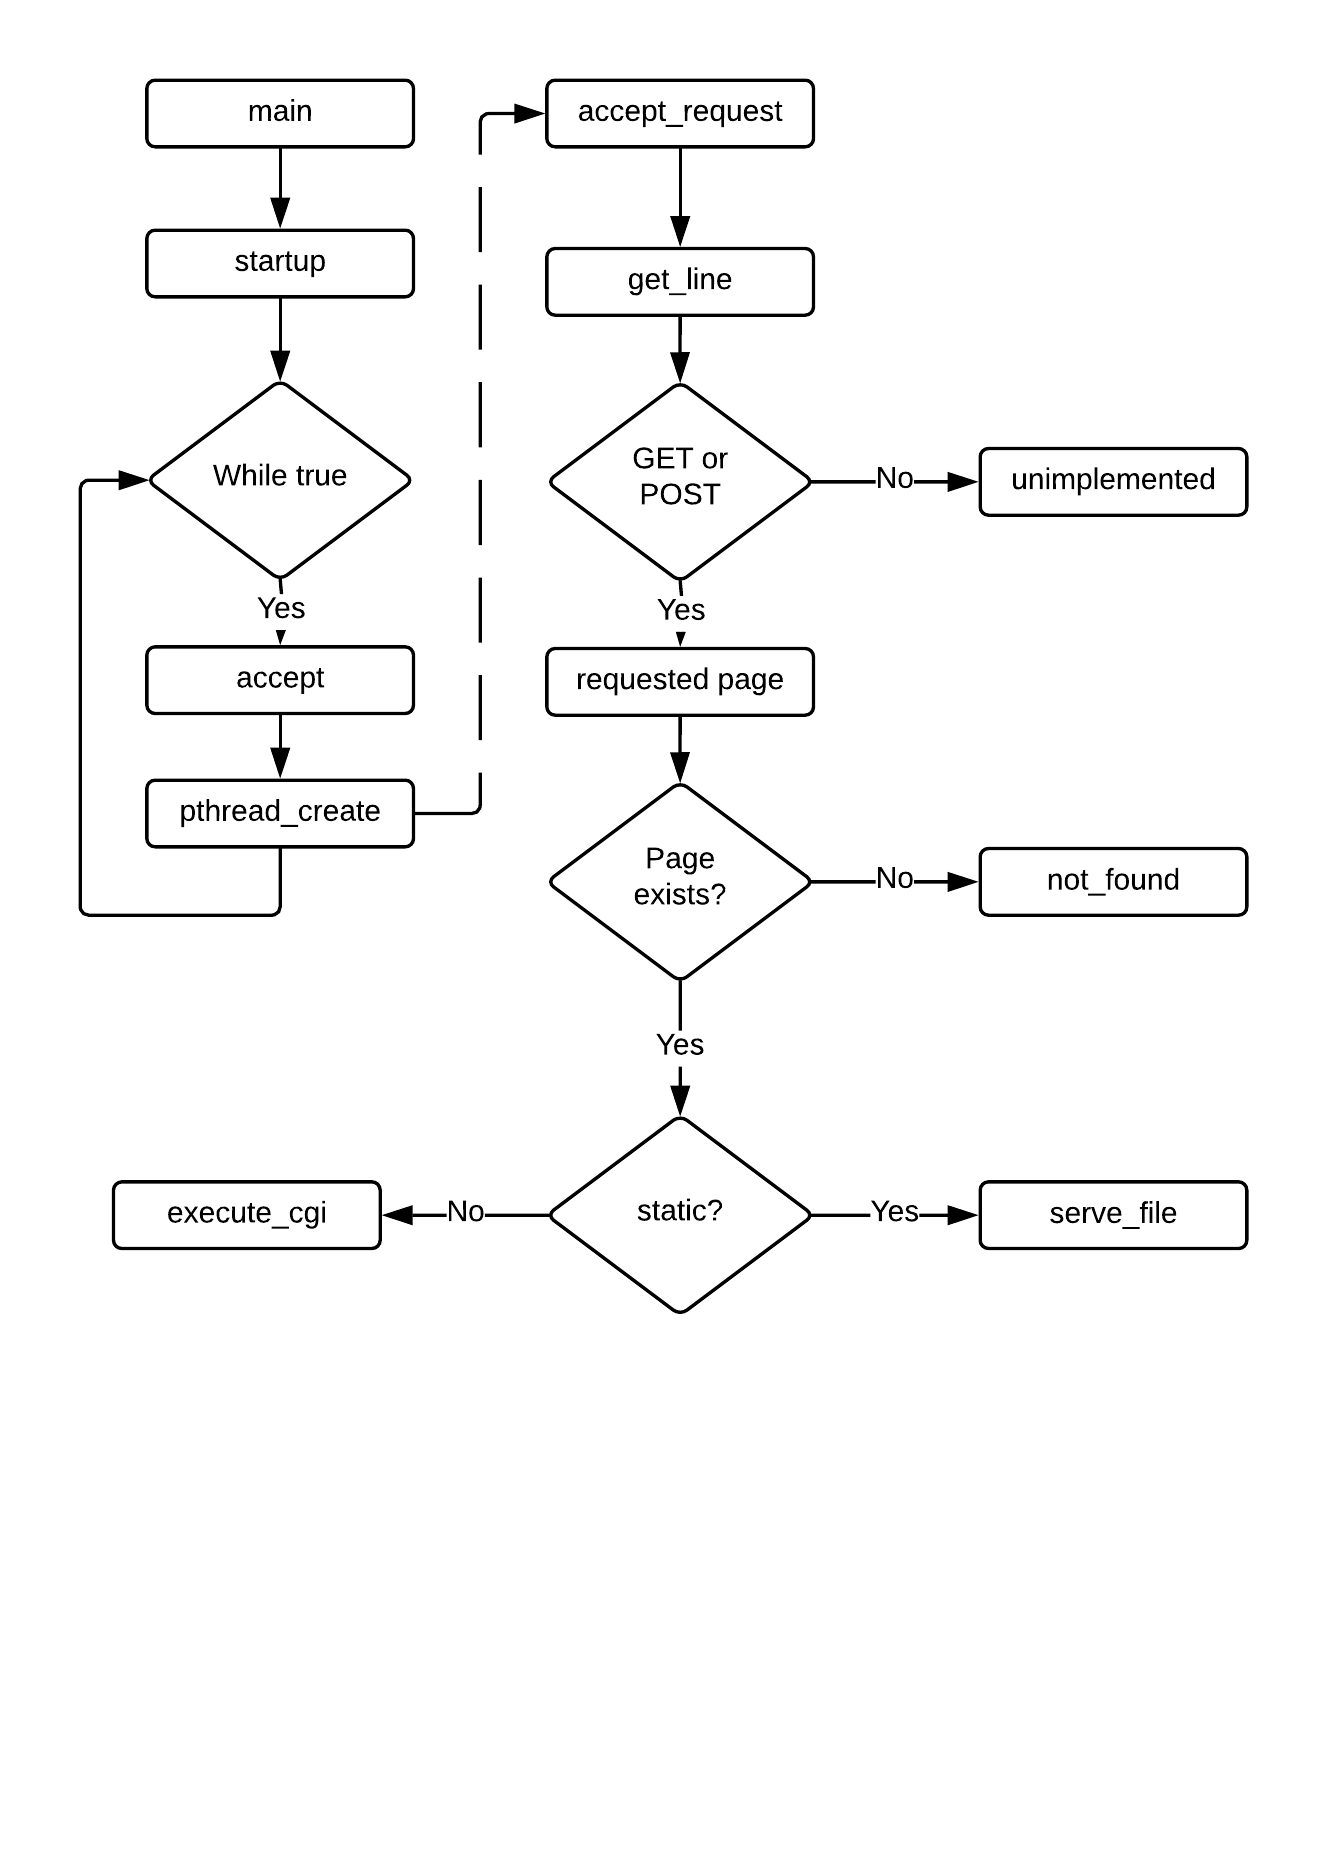 main
startup
While true
Yes
accept
pthread_create
accept_request
get_line
GET or
POST
No
unimplemented
Yes
requested page
Page
exists?
No
not_found
Yes
static?
No
execute_cgi
Yes
serve_file